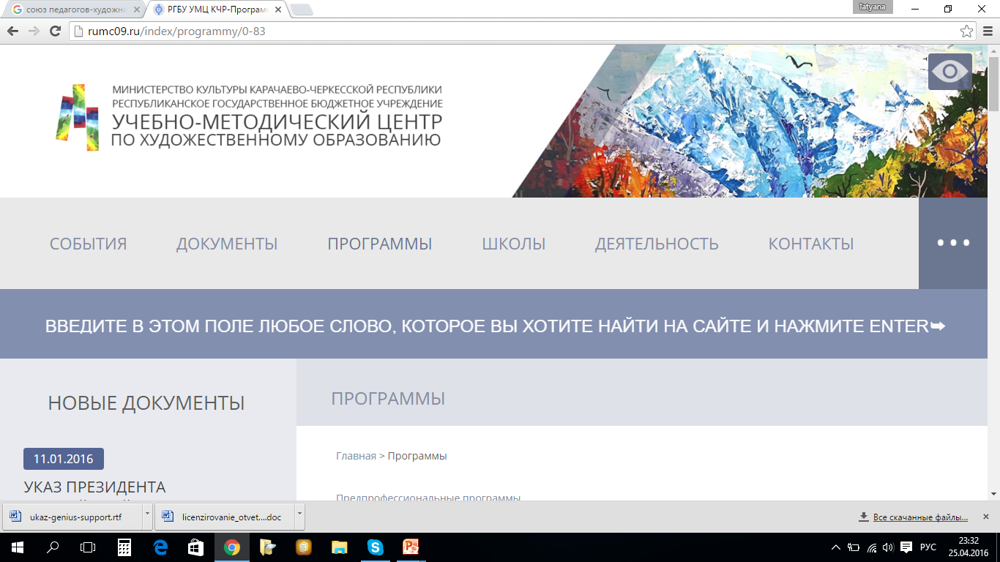 союз педагогов-художни
РГБУ УМЦ КЧР-Програм
Tatyana
rumc09.ru/index/programmy/0-83
МИНИСТЕРСТВО КУЛЬТУРЫ КАРАЧАЕВО-ЧЕРКЕССКОЙ РЕСПУБЛИКИ
РЕСПУБЛИКАНСКОЕ ГОСУДАРСТВЕННОЕ БЮДЖЕТНОЕ УЧРЕЖДЕНИЕ
УЧЕБНО-МЕТОДИЧЕСКИЙ ЦЕНТР
ПО ХУДОЖЕСТВЕННОМУ ОБРАЗОВАНИЮ
СОБЫТИЯ ДОКУМЕНТЫ ПРОГРАММЫ ШКОЛЫ ДЕЯТЕЛЬНОСТЬ КОНТАКТЫ
ВВЕДИТЕ В ЭТОМ ПОЛЕ ЛЮБОЕ СЛОВО, КОТОРОЕ ВЫ ХОТИТЕ НАЙТИ НА САЙТЕ И НАЖМИТЕ ENTER➥
НОВЫЕ ДОКУМЕНТЫ
11.01.2016
УКАЗ ПРЕЗИДЕНТА
ПРОГРАММЫ
Главная > Программы
Предпрофессиональные программы
ukaz-genius-support.rtf
licenzirovanie_otvet....doc
Все скачанные файлы...
РУС
23:32
25.04.2016